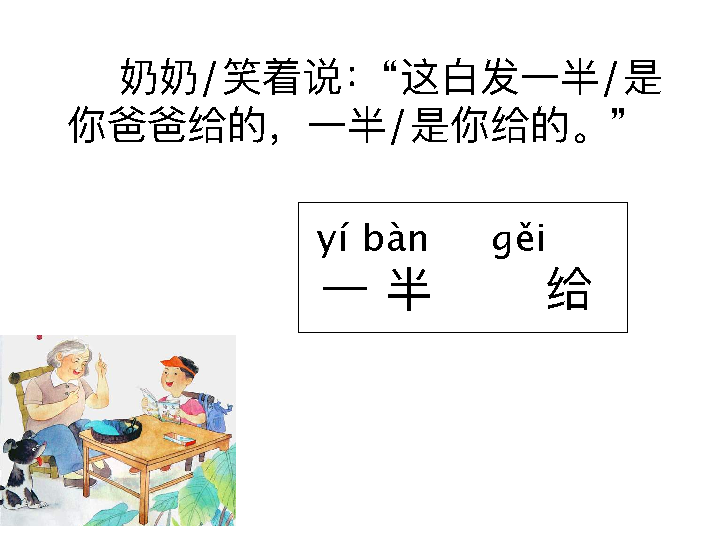 奶奶/笑着说：“这白发一半/是
你爸爸给的，一半/是你给的。”
yí bàn gěi
一 半 给